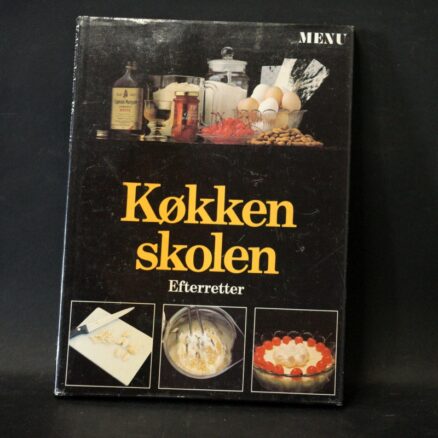 MENU
Køkken
skolen
Efterretter